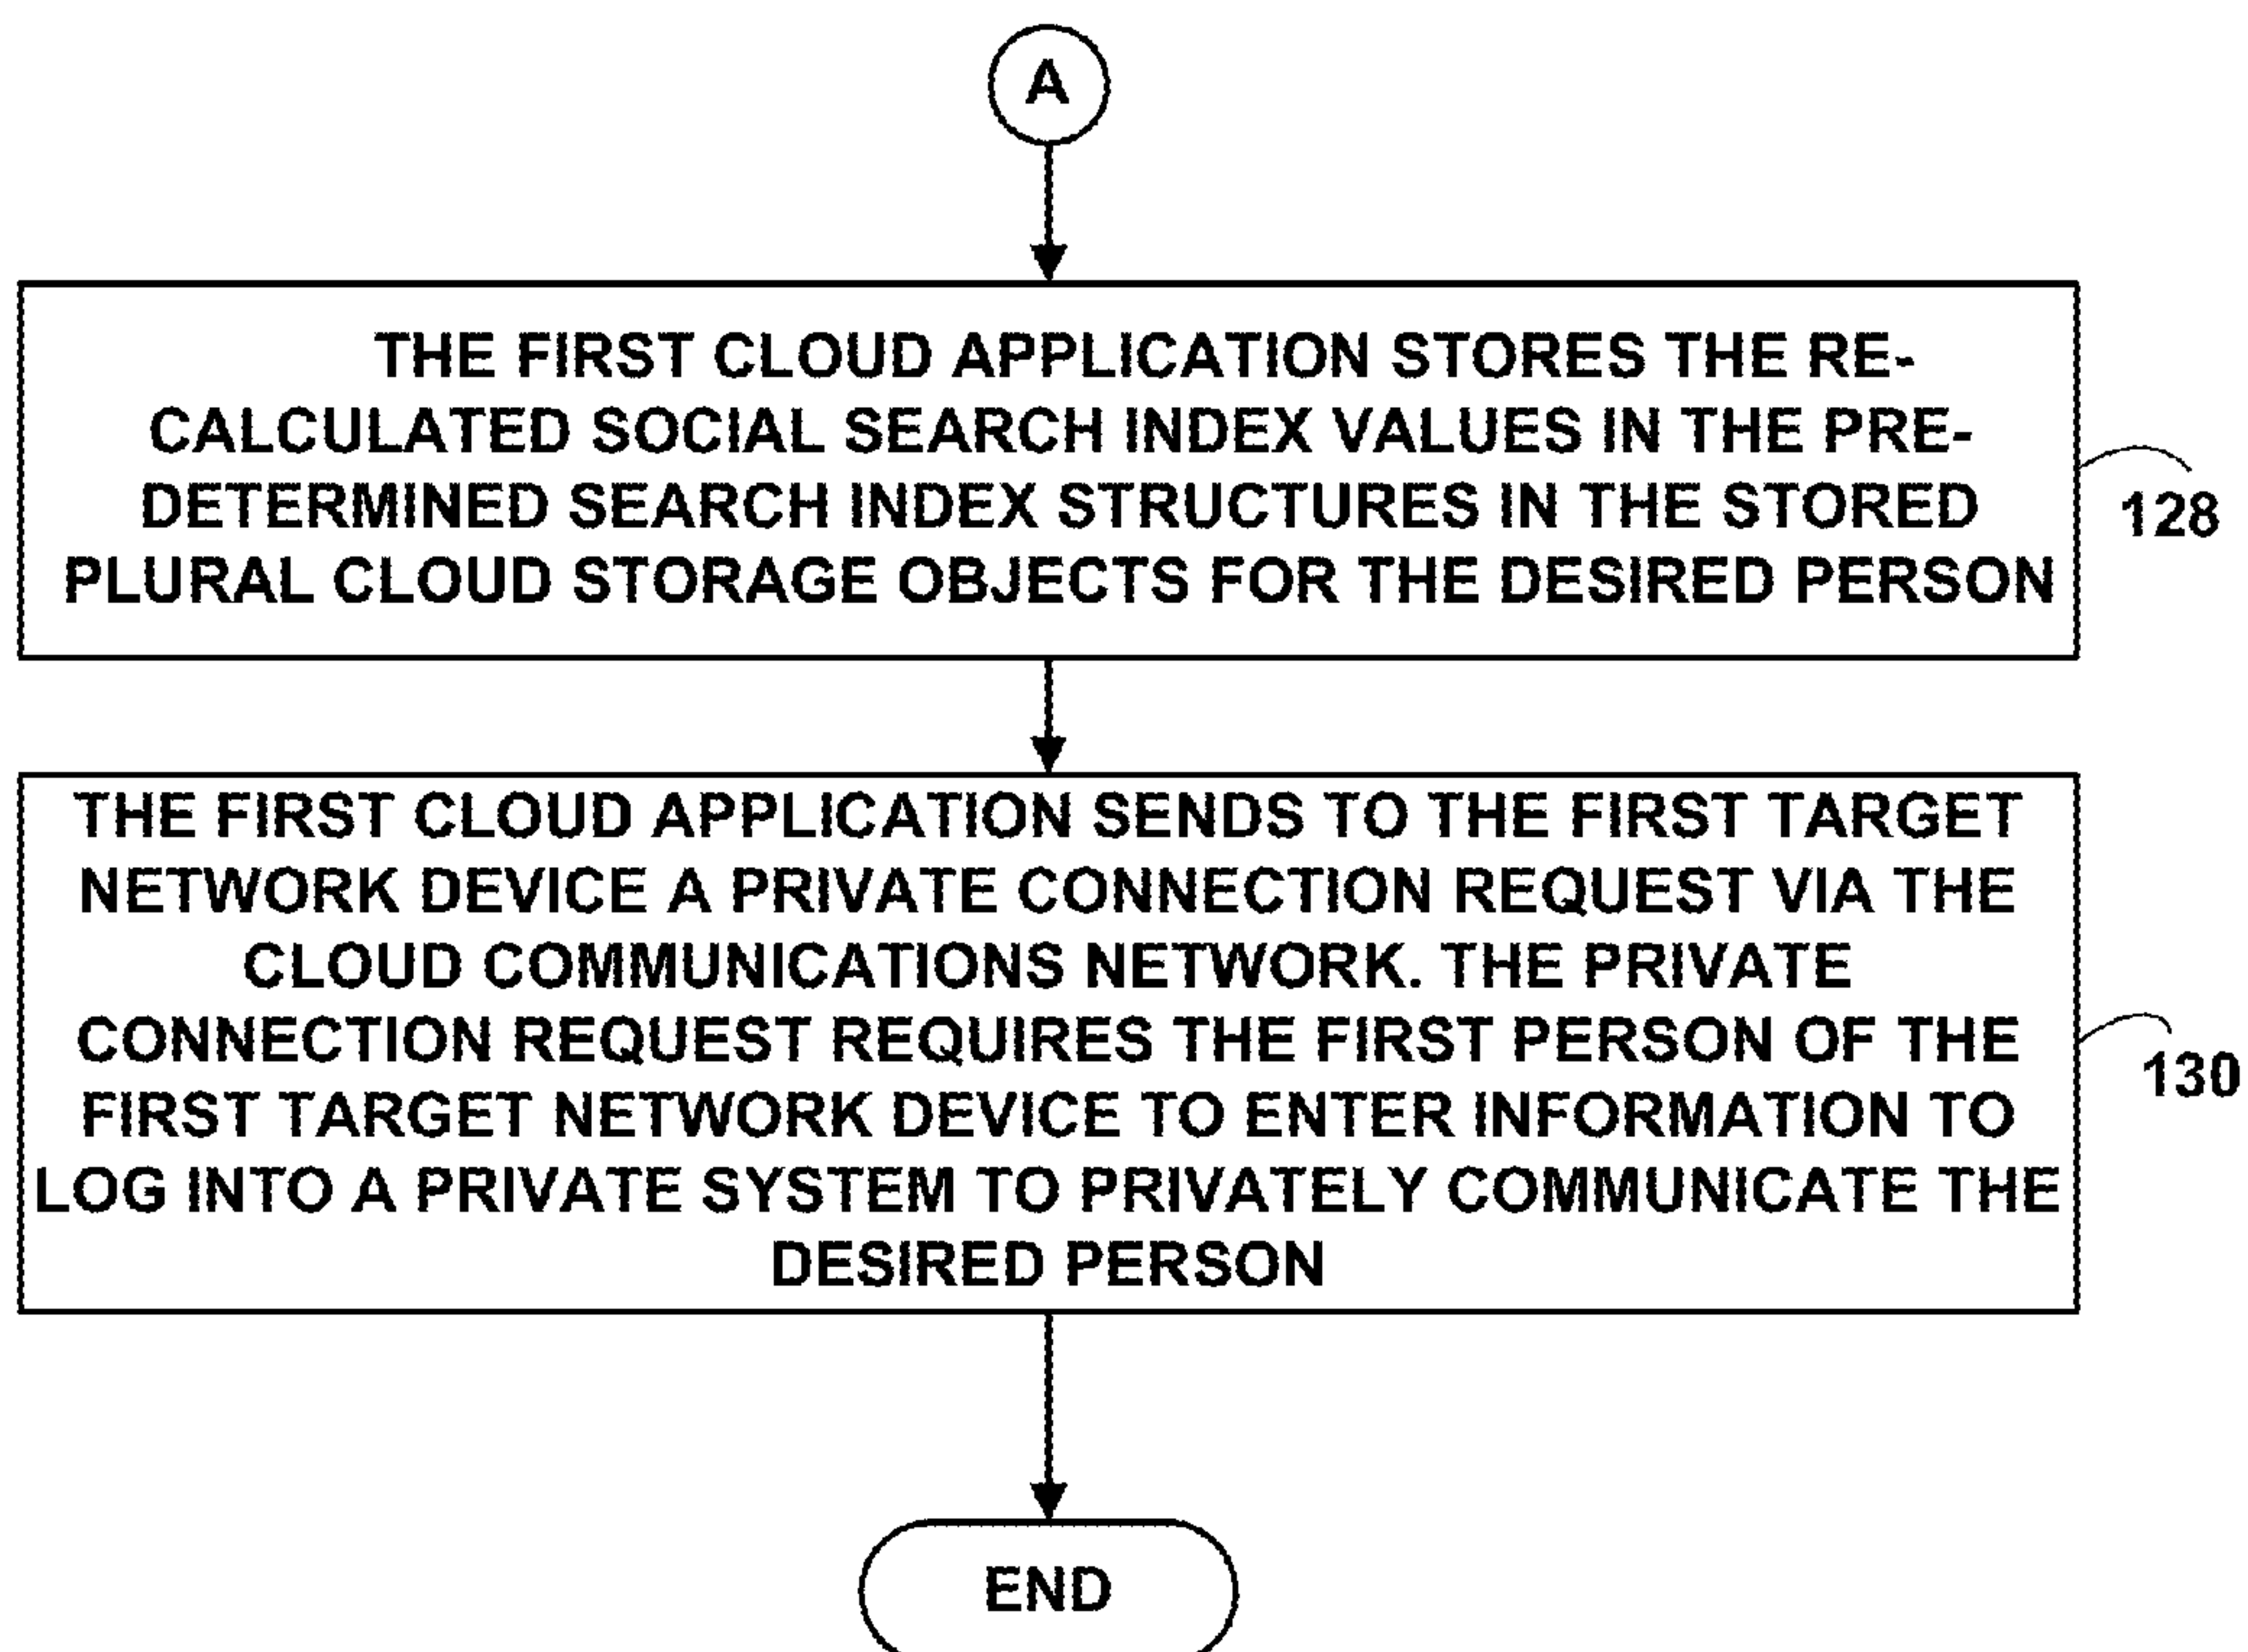 A
THE FIRST CLOUD APPLICATION STORES THE RE-
CALCULATED SOCIAL SEARCH INDEX VALUES IN THE PRE-
DETERMINED SEARCH INDEX STRUCTURES IN THE STORED
PLURAL CLOUD STORAGE OBJECTS FOR THE DESIRED PERSON
128
THE FIRST CLOUD APPLICATION SENDS TO THE FIRST TARGET
NETWORK DEVICE A PRIVATE CONNECTION REQUEST VIA THE
CLOUD COMMUNICATIONS NETWORK. THE PRIVATE
CONNECTION REQUEST REQUIRES THE FIRST PERSON OF THE
FIRST TARGET NETWORK DEVICE TO ENTER INFORMATION TO
LOG INTO A PRIVATE SYSTEM TO PRIVATELY COMMUNICATE THE
DESIRED PERSON
130
END